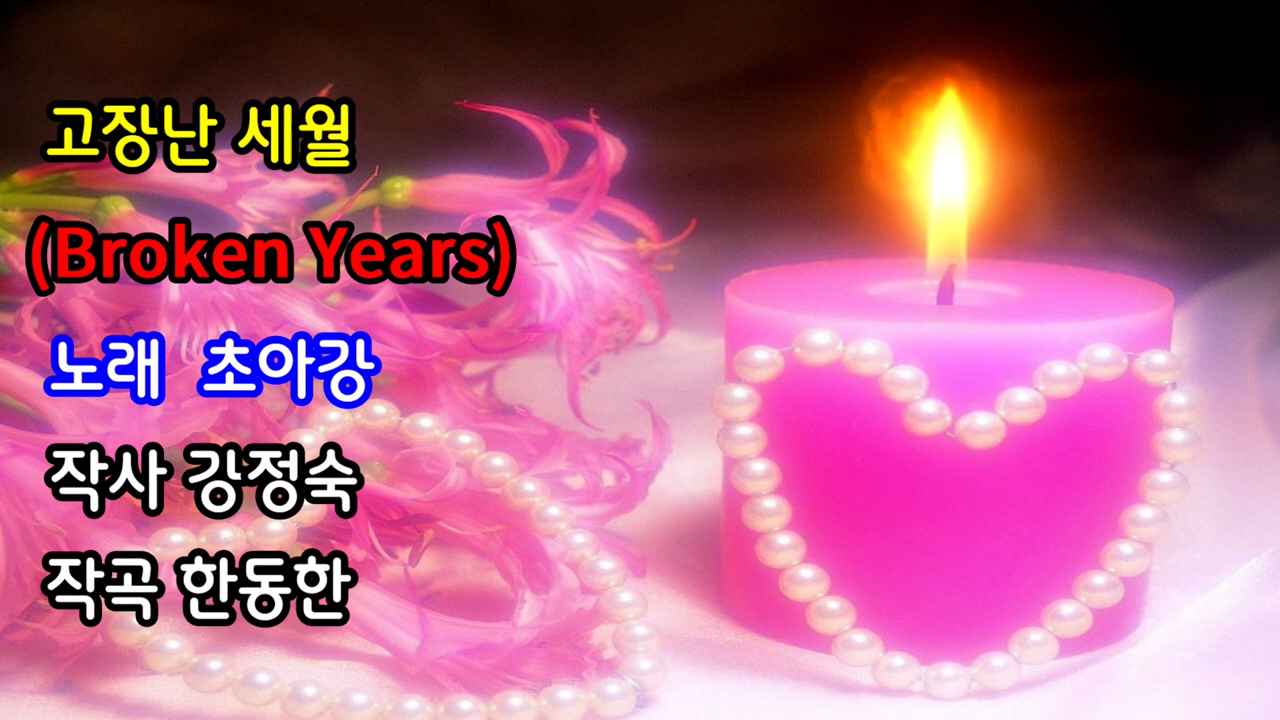 고장난 세월
(Broken Years)
노래 초아강
작사 강정숙
작곡 한동한